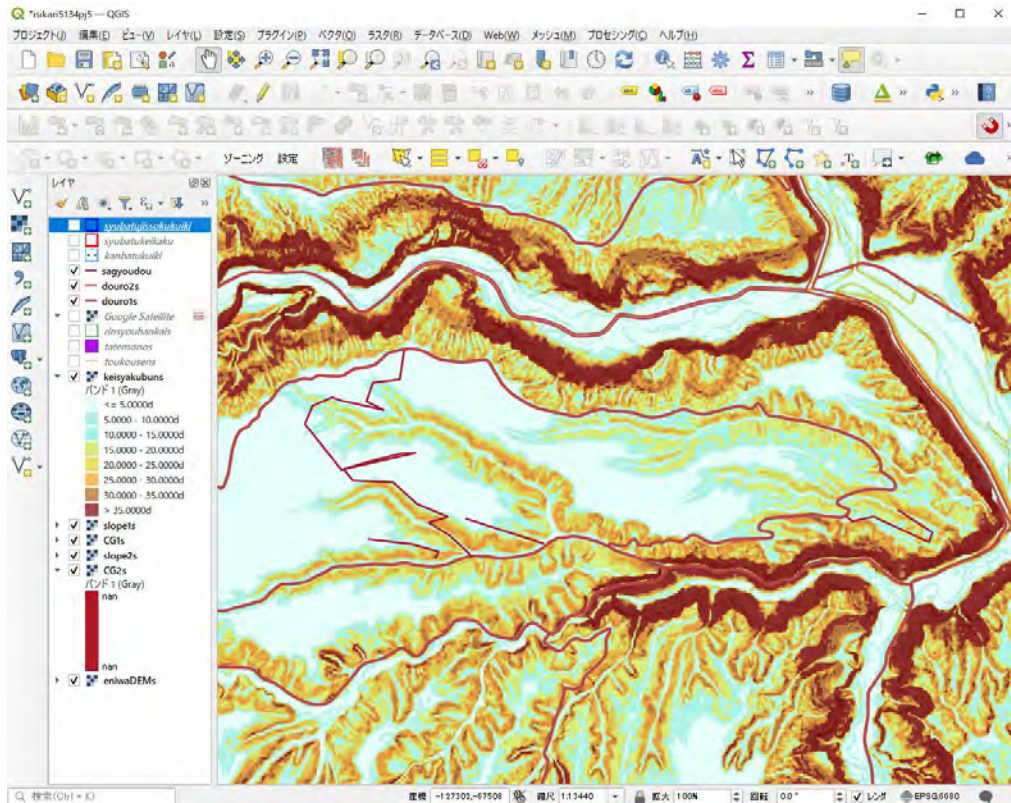 *isikari5134pj5 — QGIS
プロジェクト(J) 編集(E) ビュー(V) レイヤ(L) 設定(S) プラグイン(P) ベクタ(O) ラスタ(R) データベース(D) Web(W) メッシュ(M) プロセシング(C) ヘルプ(H)
ゾーニング 設定
レイヤ
syubatujissokukuiki
syubatukeikaku
kanbatukuiki
sagyoudou
douro2s
douro1s
Google Satellite
rinsyouhankais
tatemonos
toukousens
keisyakubuns
バンド 1 (Gray)
<= 5.0000d
5.0000 - 10.0000d
10.0000 - 15.0000d
15.0000 - 20.0000d
20.0000 - 25.0000d
25.0000 - 30.0000d
30.0000 - 35.0000d
> 35.0000d
slope1s
CG1s
slope2s
CG2s
バンド 1 (Gray)
nan
nan
eniwaDEMs
検索(Ctrl + K) 座標 -127302,-67508 縮尺 1:13440 拡大 100% 回転 0.0° レンダ EPSG:6680